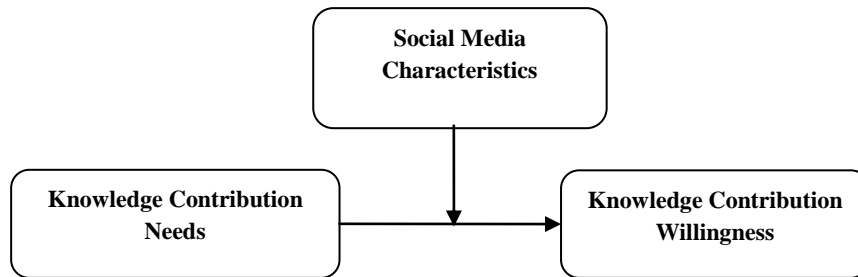 Social Media
Characteristics
Knowledge Contribution
Needs
Knowledge Contribution
Willingness